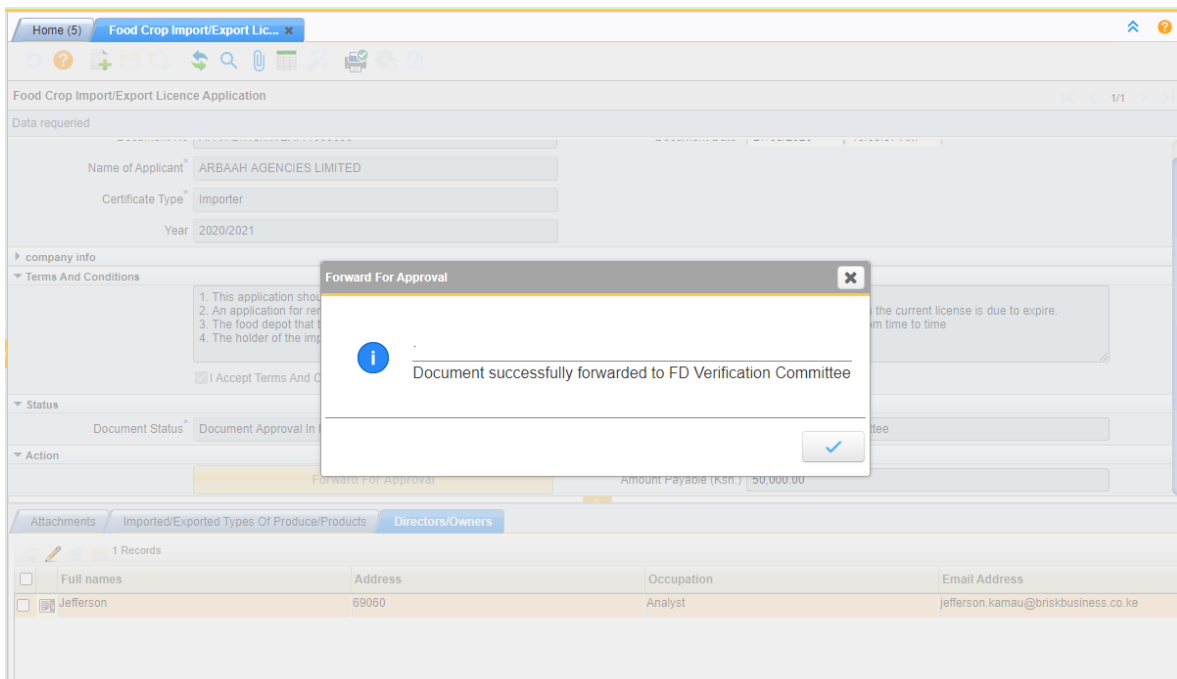 Home (5)
Food Crop Import/Export Lic...
Food Crop Import/Export Licence Application
1/1
Data requeried
Name of Applicant* ARBAAH AGENCIES LIMITED
Certificate Type* Importer
Year 2020/2021
company info
Terms And Conditions
1. This application shou
2. An application for ren the current license is due to expire.
3. The food depot that t om time to time
4. The holder of the imp
I Accept Terms And C
Forward For Approval
Document successfully forwarded to FD Verification Committee
Status
Document Status* Document Approval In ttee
Action
Forward For Approval Amount Payable (Ksh.) 50,000.00
Attachments Imported/Exported Types Of Produce/Products Directors/Owners
1 Records
Full names Address Occupation Email Address
Jefferson 69060 Analyst jefferson.kamau@briskbusiness.co.ke